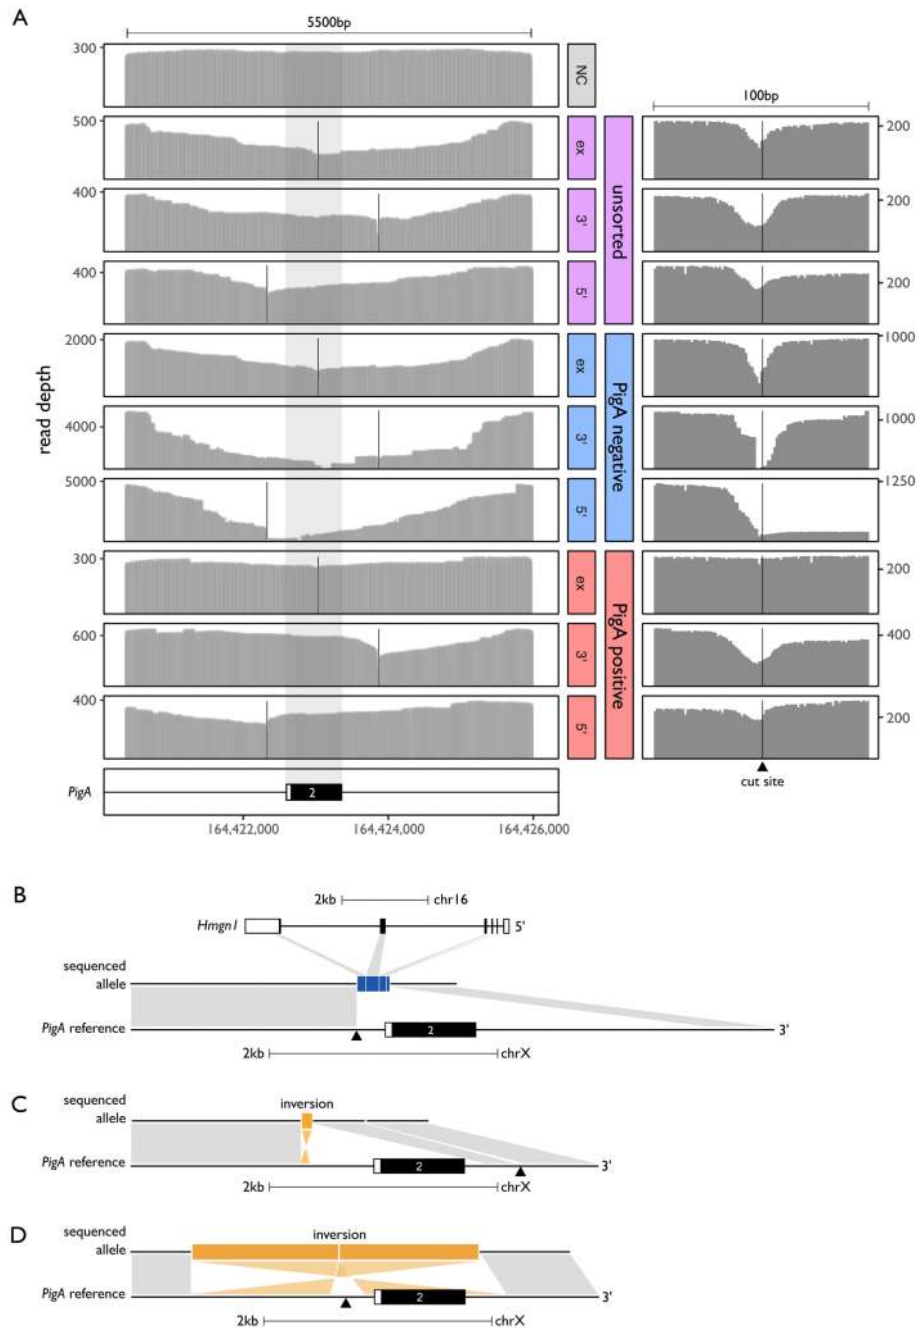 A
5500bp
300
NC
100bp
500
ex
200
400
3'
200
unsorted
400
5'
200
2000
ex
1000
read depth
4000
3'
1000
PigA negative
5000
5'
1250
300
ex
200
600
3'
400
PigA positive
400
5'
200
cut site
PigA
2
164,422,000
164,424,000
164,426,000
B
2kb
chr16
Hmgn1
5'
sequenced
allele
PigA reference
2
3'
2kb
chrX
C
sequenced
allele
inversion
PigA reference
2
3'
2kb
chrX
D
sequenced
allele
inversion
PigA reference
2
3'
2kb
chrX